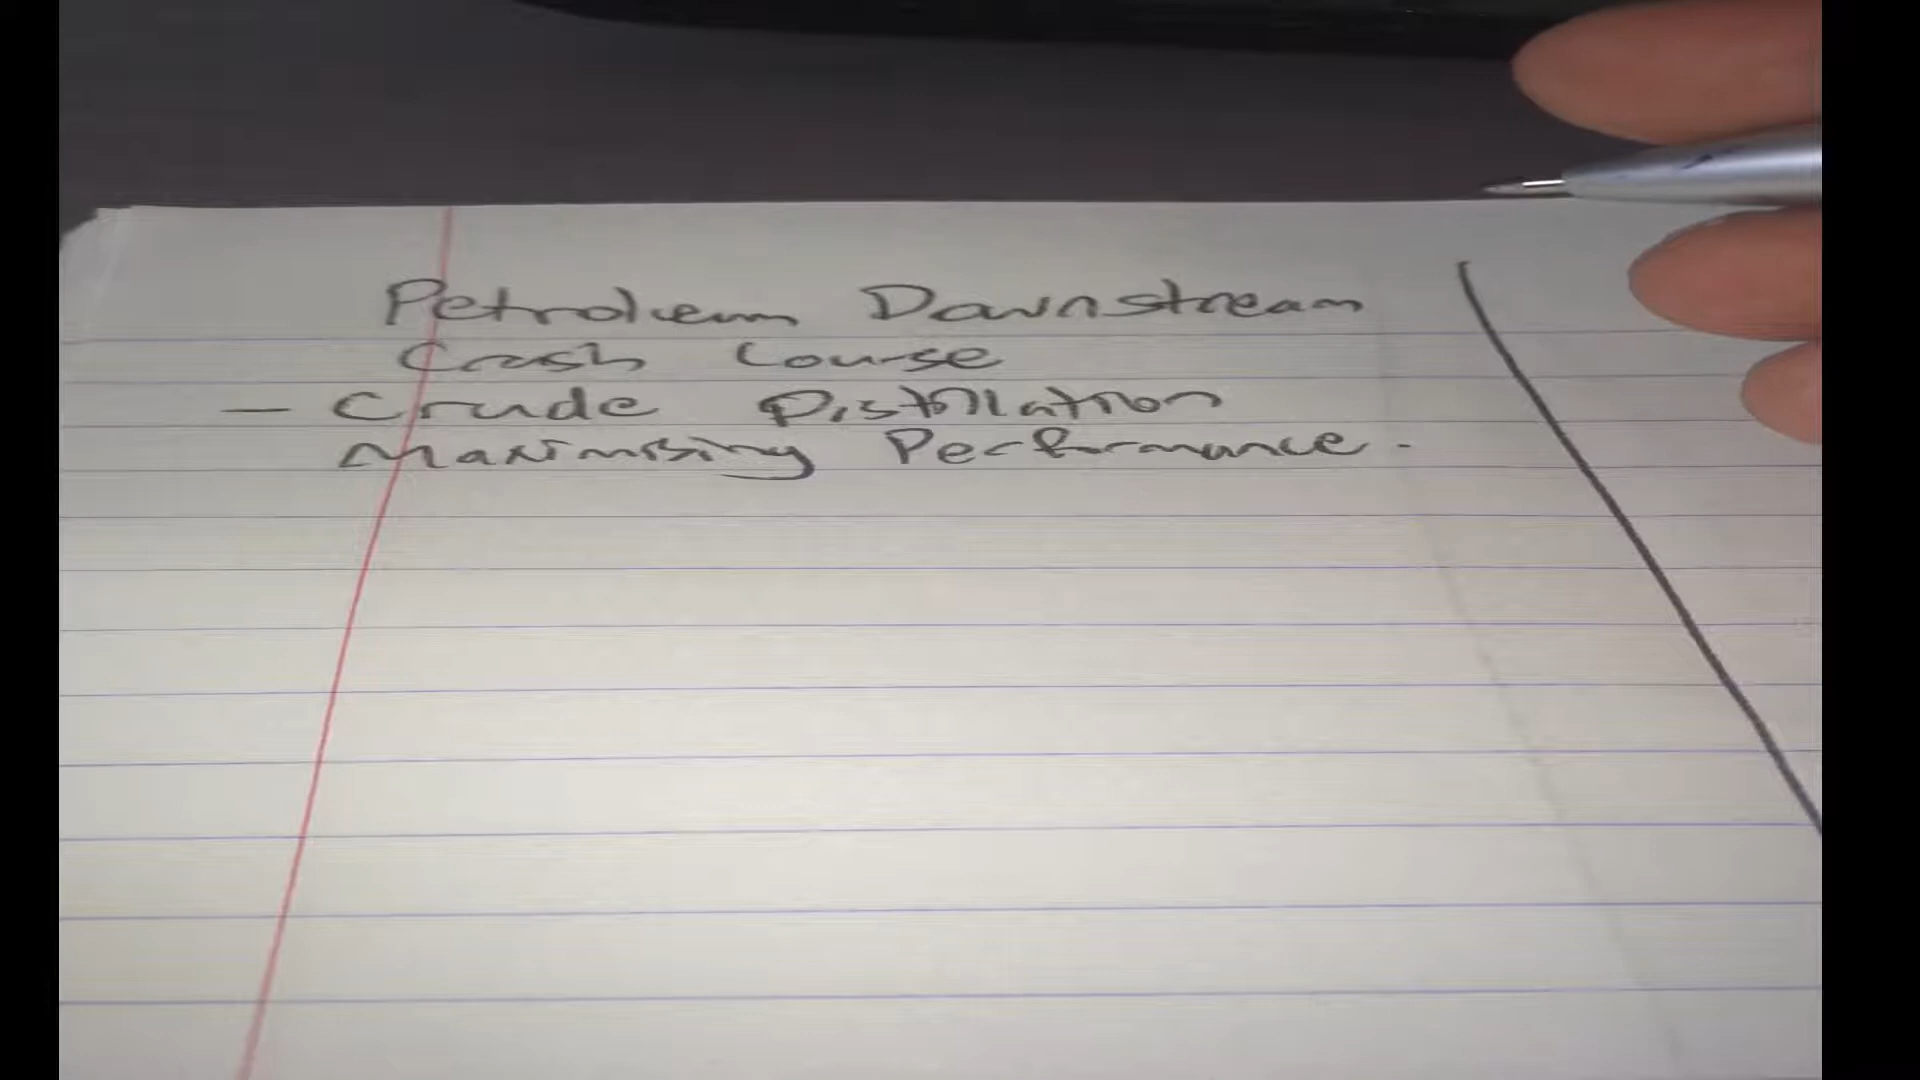 Petroleum Downstream
Crash Course
- Crude Distillation
Maximising Performance.